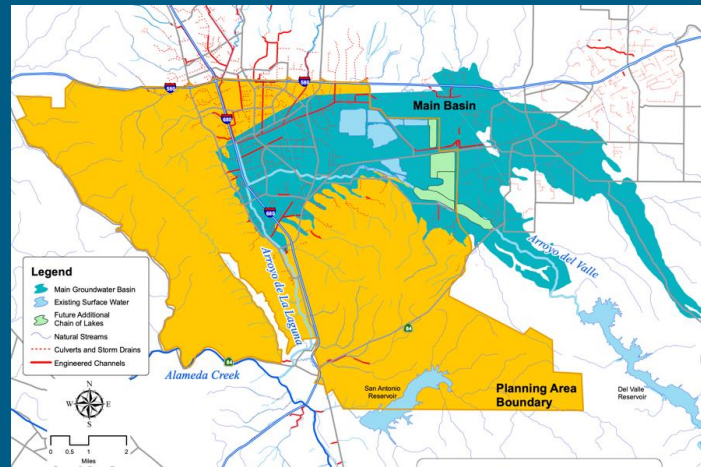 580
580
680
580
Main Basin
680
Arroyo de La Laguna
Arroyo del Valle
Legend
Main Groundwater Basin
Existing Surface Water
Future Additional
Chain of Lakes
Natural Streams
Culverts and Storm Drains
Engineered Channels
84
84
Alameda Creek
N
W
E
S
San Antonio
Reservoir
Planning Area
Boundary
Del Valle
Reservoir
0
0.5
1
2
Miles